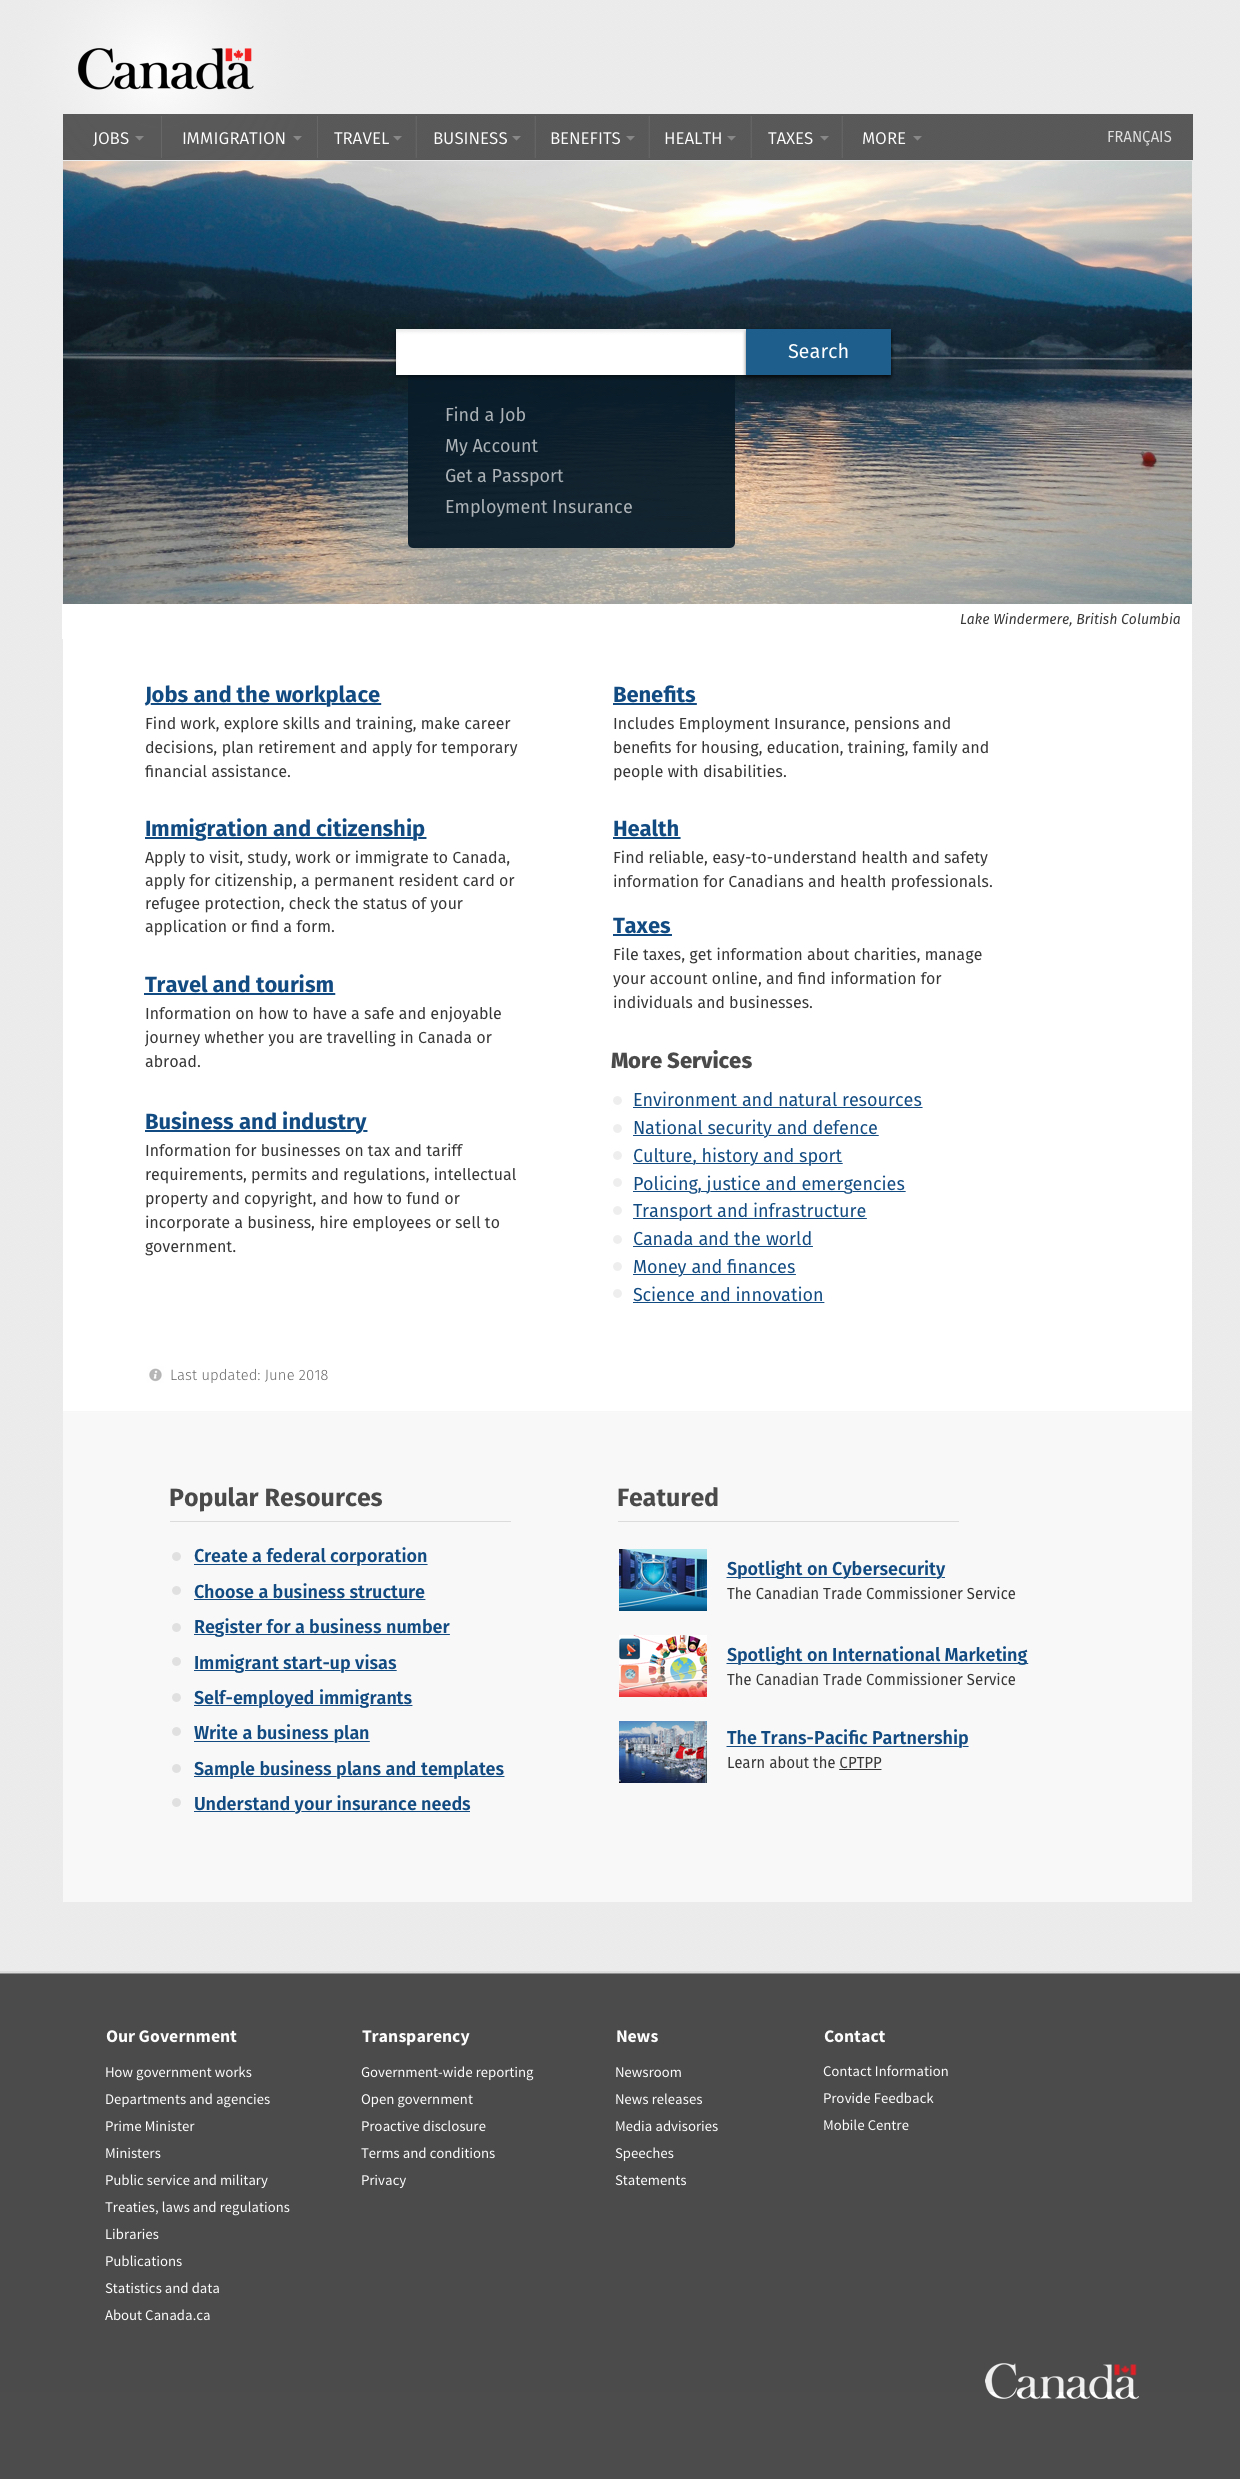 Canada
JOBS IMMIGRATION TRAVEL BUSINESS BENEFITS HEALTH TAXES MORE FRANÇAIS
Search
Find a Job
My Account
Get a Passport
Employment Insurance
Lake Windermere, British Columbia
Jobs and the workplace
Find work, explore skills and training, make career
decisions, plan retirement and apply for temporary
financial assistance.
Immigration and citizenship
Apply to visit, study, work or immigrate to Canada,
apply for citizenship, a permanent resident card or
refugee protection, check the status of your
application or find a form.
Travel and tourism
Information on how to have a safe and enjoyable
journey whether you are travelling in Canada or
abroad.
Business and industry
Information for businesses on tax and tariff
requirements, permits and regulations, intellectual
property and copyright, and how to fund or
incorporate a business, hire employees or sell to
government.
Benefits
Includes Employment Insurance, pensions and
benefits for housing, education, training, family and
people with disabilities.
Health
Find reliable, easy-to-understand health and safety
information for Canadians and health professionals.
Taxes
File taxes, get information about charities, manage
your account online, and find information for
individuals and businesses.
More Services
Environment and natural resources
National security and defence
Culture, history and sport
Policing, justice and emergencies
Transport and infrastructure
Canada and the world
Money and finances
Science and innovation
Last updated: June 2018
Popular Resources
Create a federal corporation
Choose a business structure
Register for a business number
Immigrant start-up visas
Self-employed immigrants
Write a business plan
Sample business plans and templates
Understand your insurance needs
Featured
Spotlight on Cybersecurity
The Canadian Trade Commissioner Service
Spotlight on International Marketing
The Canadian Trade Commissioner Service
The Trans-Pacific Partnership
Learn about the CPTPP
Our Government
How government works
Departments and agencies
Prime Minister
Ministers
Public service and military
Treaties, laws and regulations
Libraries
Publications
Statistics and data
About Canada.ca
Transparency
Government-wide reporting
Open government
Proactive disclosure
Terms and conditions
Privacy
News
Newsroom
News releases
Media advisories
Speeches
Statements
Contact
Contact Information
Provide Feedback
Mobile Centre
Canada